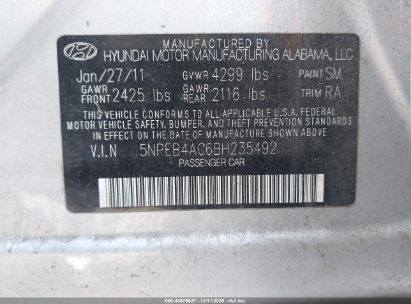 MANUFACTURED BY
HYUNDAI MOTOR MANUFACTURING ALABAMA, LLC
Jan/27/11 GVWR 4299 lbs PAINT SM
GAWR FRONT 2425 lbs GAWR REAR 2116 lbs TRIM RA
THIS VEHICLE CONFORMS TO ALL APPLICABLE U.S.A. FEDERAL
MOTOR VEHICLE SAFETY, BUMPER, AND THEFT PREVENTION STANDARDS
IN EFFECT ON THE DATE OF MANUFACTURE SHOWN ABOVE.
V.I.N 5NPEB4AC6BH235492
PASSENGER CAR